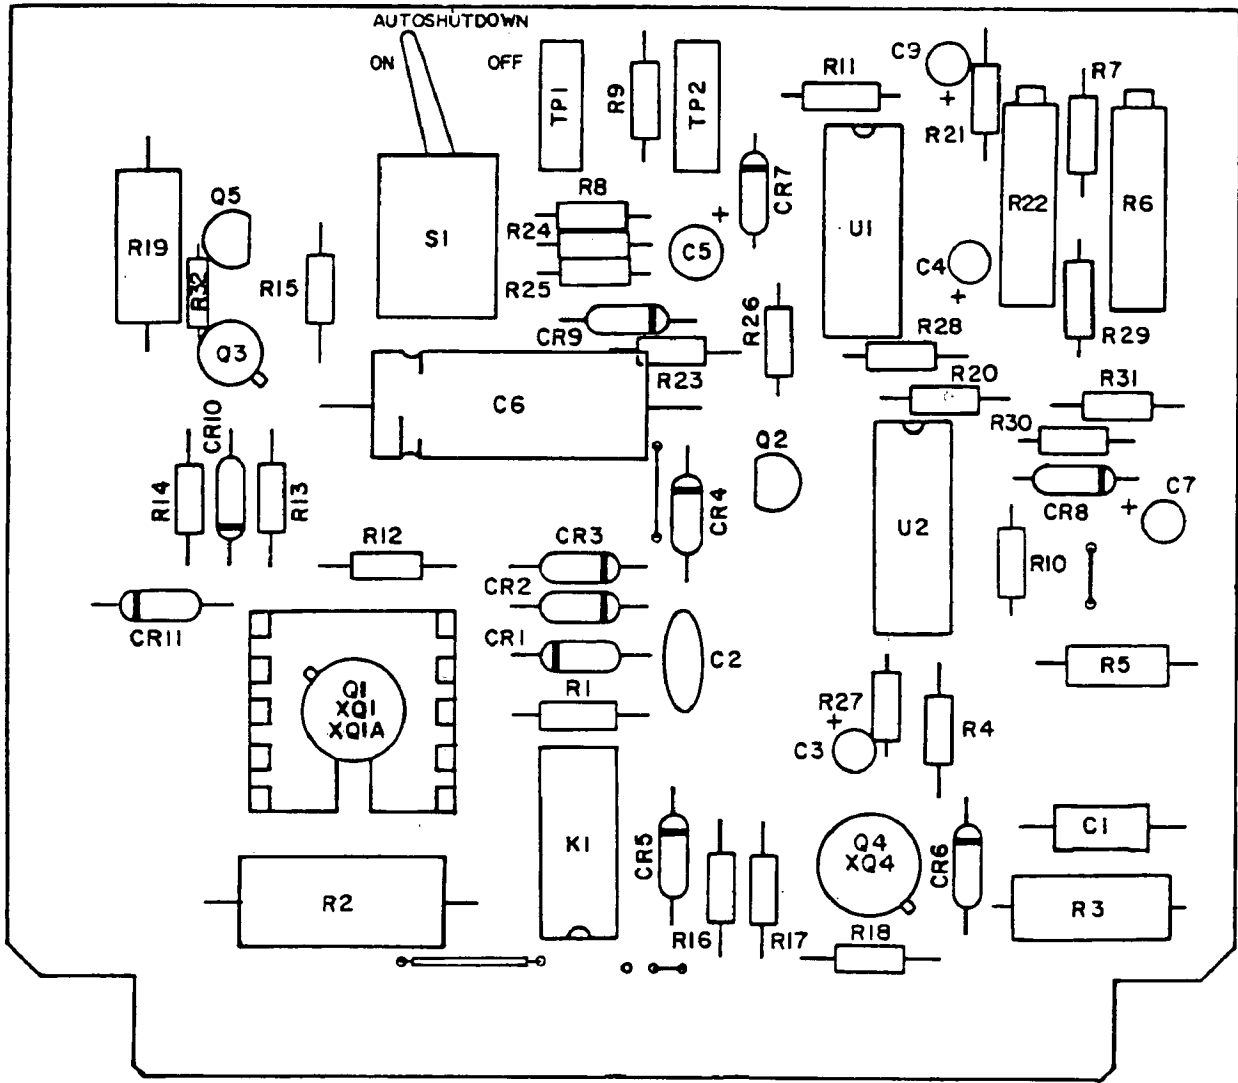 AUTOSHUTDOWN
ON
OFF
TP1
R9
TP2
R11
C9
+
R21
R7
R22
R6
CR7
U1
R19
Q5
R32
Q3
R15
S1
R8
R24
R25
+
C5
C4
+
R29
CR9
R23
R26
R28
C6
R20
R31
R30
CR10
R14
R13
Q2
CR4
U2
CR8
+
C7
R10
R12
CR3
CR2
CR1
CR11
C2
R5
Q1
XQ1
XQ1A
R1
R27
+
C3
R4
K1
CR5
Q4
XQ4
CR6
C1
R2
R3
R16
R17
R18